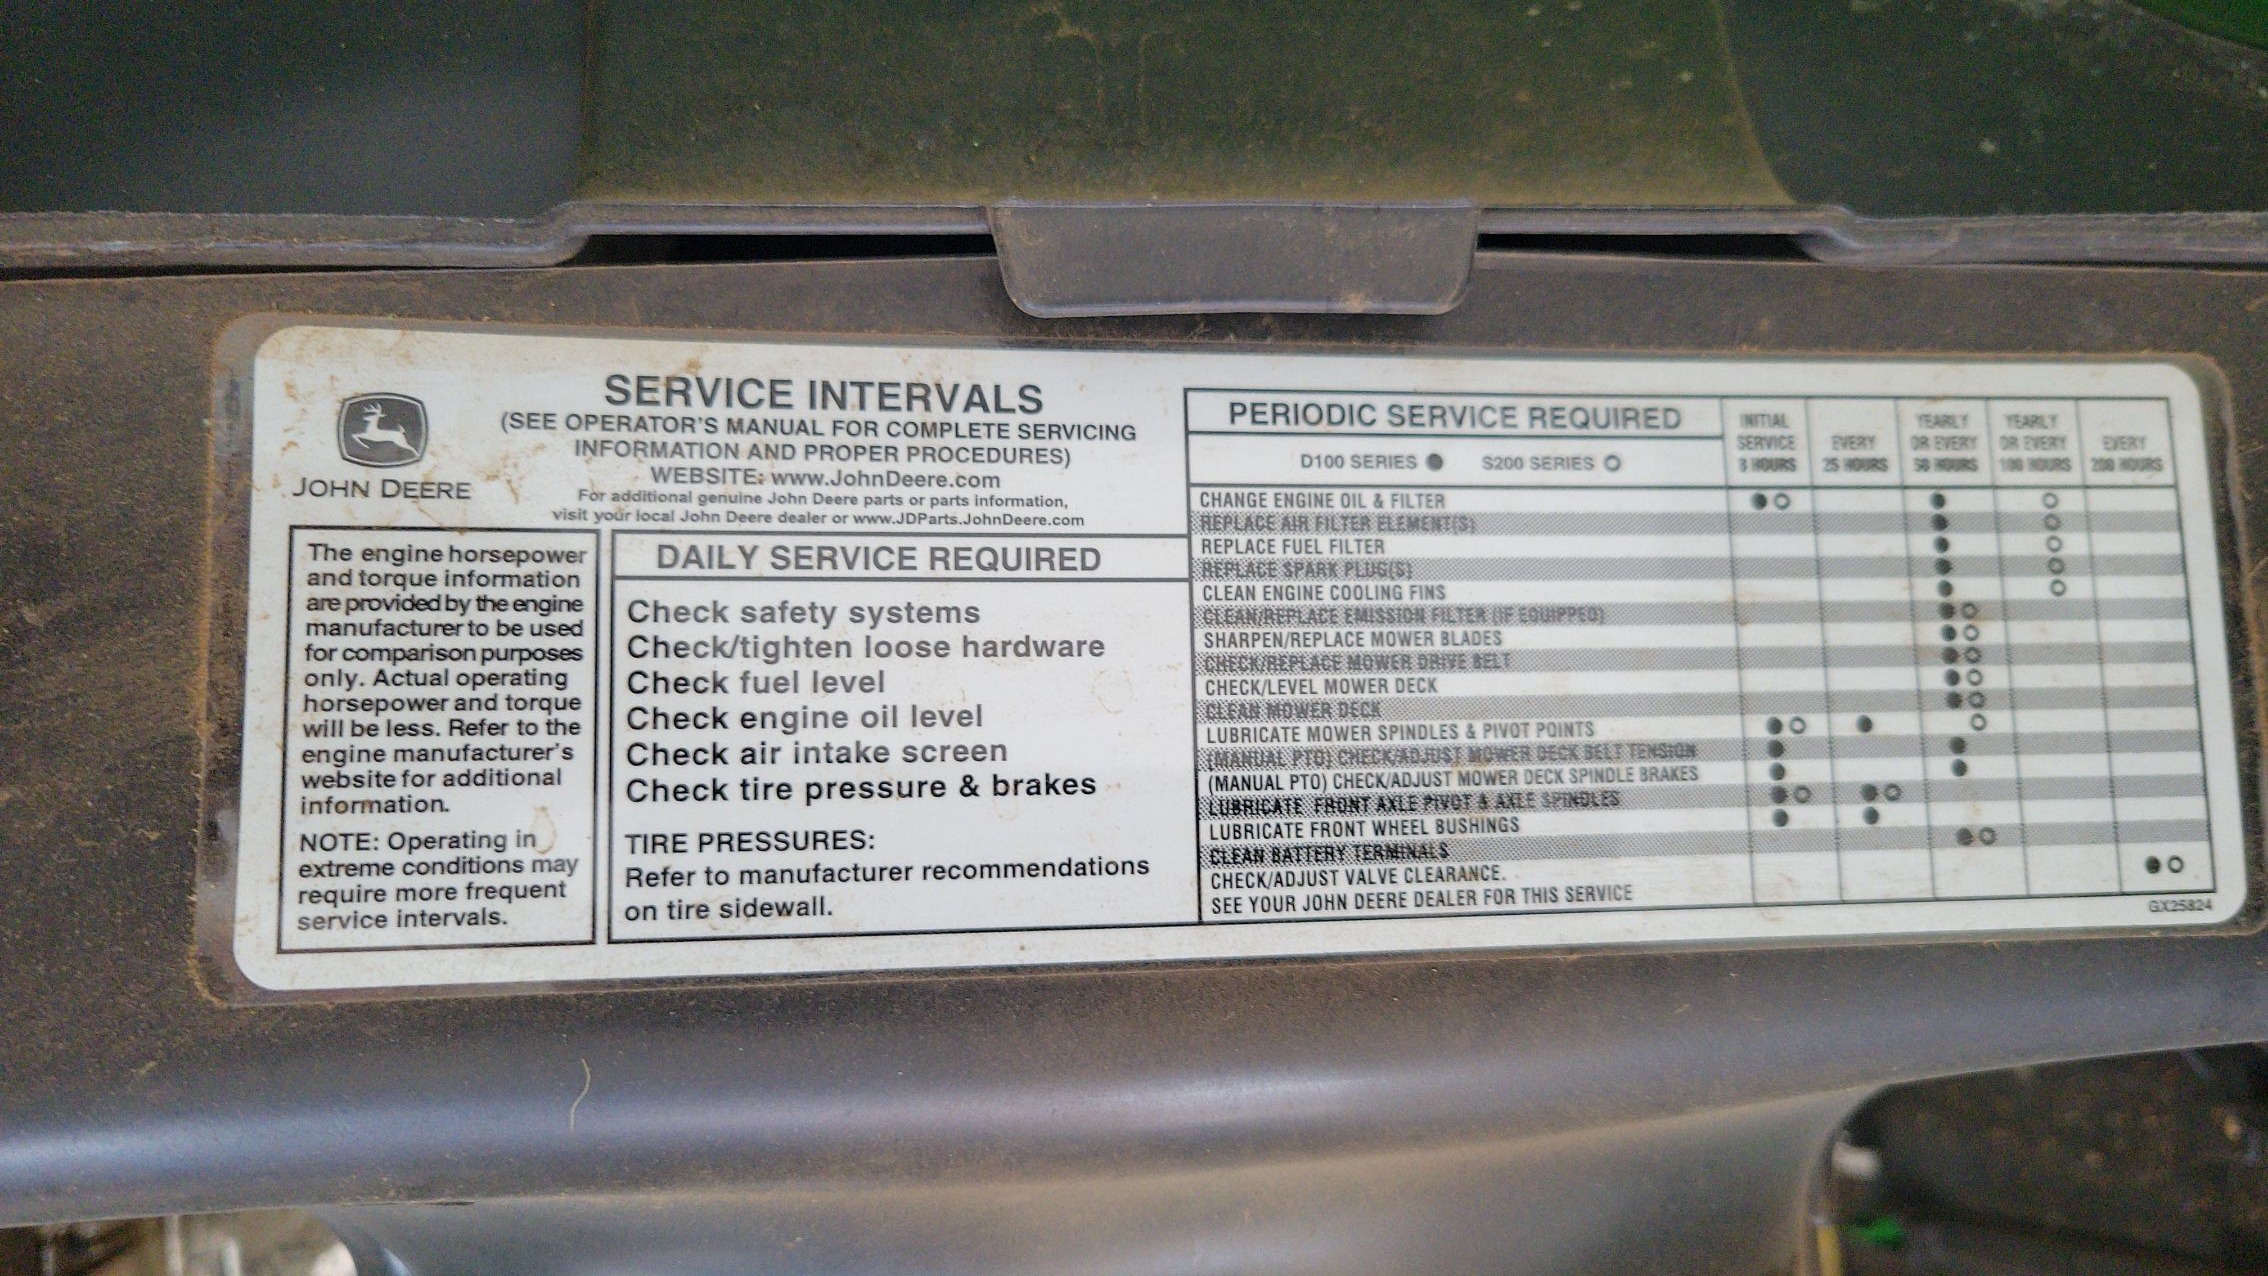 SERVICE INTERVALS
(SEE OPERATOR'S MANUAL FOR COMPLETE SERVICING
INFORMATION AND PROPER PROCEDURES)
WEBSITE: www.JohnDeere.com
For additional genuine John Deere parts or parts information,
visit your local John Deere dealer or www.JDParts.JohnDeere.com
JOHN DEERE
The engine horsepower
and torque information
are provided by the engine
manufacturer to be used
for comparison purposes
only. Actual operating
horsepower and torque
will be less. Refer to the
engine manufacturer's
website for additional
information.
NOTE: Operating in
extreme conditions may
require more frequent
service intervals.
DAILY SERVICE REQUIRED
Check safety systems
Check/tighten loose hardware
Check fuel level
Check engine oil level
Check air intake screen
Check tire pressure & brakes
TIRE PRESSURES:
Refer to manufacturer recommendations
on tire sidewall.
PERIODIC SERVICE REQUIRED
D100 SERIES ● S200 SERIES O
INITIAL
SERVICE
8 HOURS
EVERY
25 HOURS
YEARLY
OR EVERY
50 HOURS
YEARLY
OR EVERY
100 HOURS
EVERY
200 HOURS
CHANGE ENGINE OIL & FILTER
REPLACE AIR FILTER ELEMENT(S)
REPLACE FUEL FILTER
REPLACE SPARK PLUG(S)
CLEAN ENGINE COOLING FINS
CLEAN/REPLACE EMISSION FILTER (IF EQUIPPED)
SHARPEN/REPLACE MOWER BLADES
CHECK/REPLACE MOWER DRIVE BELT
CHECK/LEVEL MOWER DECK
CLEAN MOWER DECK
LUBRICATE MOWER SPINDLES & PIVOT POINTS
(MANUAL PTO) CHECK/ADJUST MOWER DECK BELT TENSION
(MANUAL PTO) CHECK/ADJUST MOWER DECK SPINDLE BRAKES
LUBRICATE FRONT AXLE PIVOT & AXLE SPINDLES
LUBRICATE FRONT WHEEL BUSHINGS
CLEAN BATTERY TERMINALS
CHECK/ADJUST VALVE CLEARANCE.
SEE YOUR JOHN DEERE DEALER FOR THIS SERVICE
GX25824